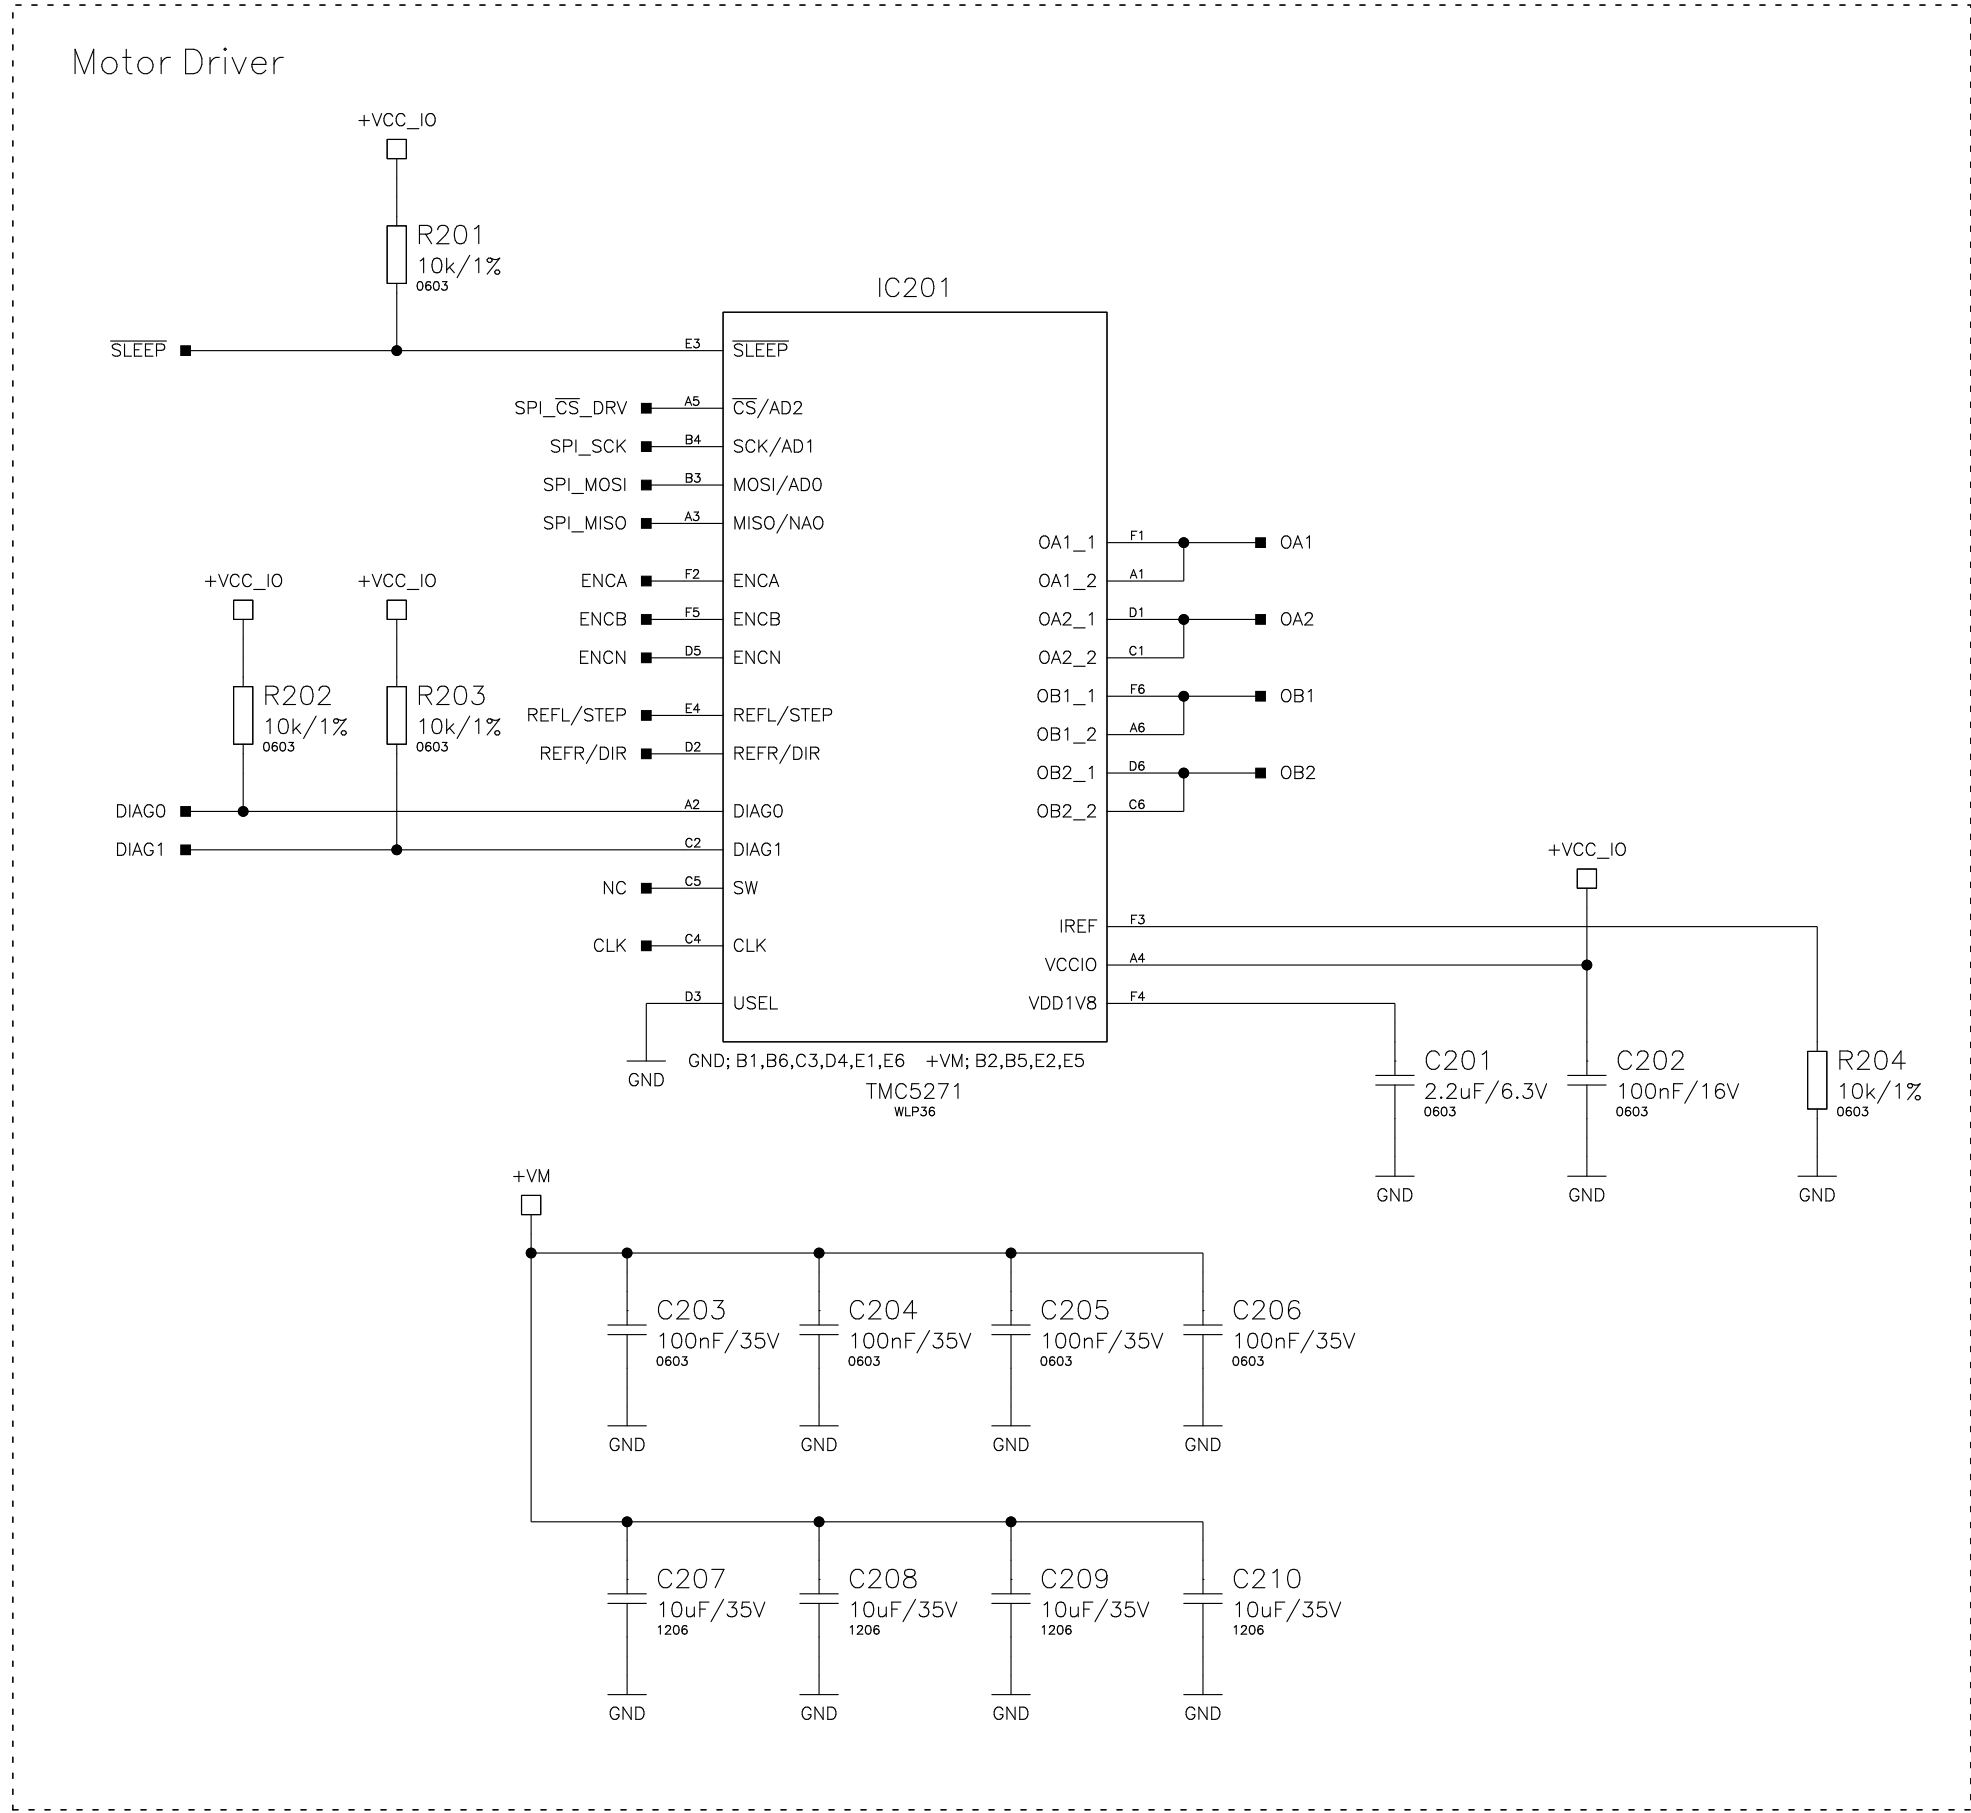 Motor Driver
+VCC_IO
R201
10k/1%
0603
IC201
SLEEP
E3
SLEEP
SPI_CS_DRV
A5
CS/AD2
SPI_SCK
B4
SCK/AD1
SPI_MOSI
B3
MOSI/AD0
SPI_MISO
A3
MISO/NAO
OA1_1
F1
OA1
+VCC_IO
+VCC_IO
ENCA
F2
ENCA
OA1_2
A1
ENCB
F5
ENCB
OA2_1
D1
OA2
ENCN
D5
ENCN
OA2_2
C1
R202
10k/1%
0603
R203
10k/1%
0603
OB1_1
F6
OB1
REFL/STEP
E4
REFL/STEP
OB1_2
A6
REFR/DIR
D2
REFR/DIR
OB2_1
D6
OB2
DIAG0
A2
DIAG0
OB2_2
C6
DIAG1
C2
DIAG1
+VCC_IO
NC
C5
SW
IREF
F3
CLK
C4
CLK
VCCIO
A4
D3
USEL
VDD1V8
F4
GND
GND; B1,B6,C3,D4,E1,E6 +VM; B2,B5,E2,E5
TMC5271
WLP36
C201
2.2uF/6.3V
0603
C202
100nF/16V
0603
R204
10k/1%
0603
GND
GND
GND
+VM
C203
100nF/35V
0603
C204
100nF/35V
0603
C205
100nF/35V
0603
C206
100nF/35V
0603
GND
GND
GND
GND
C207
10uF/35V
1206
C208
10uF/35V
1206
C209
10uF/35V
1206
C210
10uF/35V
1206
GND
GND
GND
GND